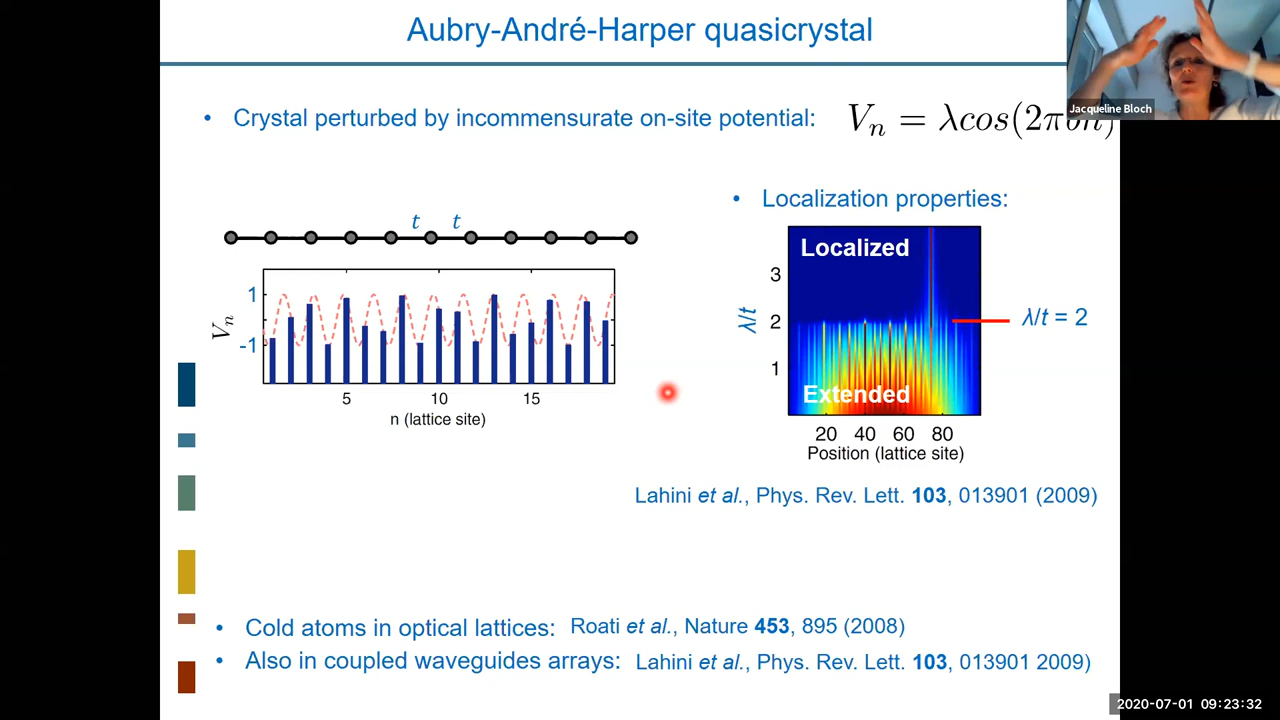 Aubry-André-Harper quasicrystal
Jacqueline Bloch
• Crystal perturbed by incommensurate on-site potential: Vn = λcos(2π
• Localization properties:
t t
Localized
3
λ/t
2
λ/t = 2
1
Extended
20 40 60 80
Position (lattice site)
1
Vn
-1
5 10 15
n (lattice site)
Lahini et al., Phys. Rev. Lett. 103, 013901 (2009)
• Cold atoms in optical lattices: Roati et al., Nature 453, 895 (2008)
• Also in coupled waveguides arrays: Lahini et al., Phys. Rev. Lett. 103, 013901 2009)
2020-07-01 09:23:32